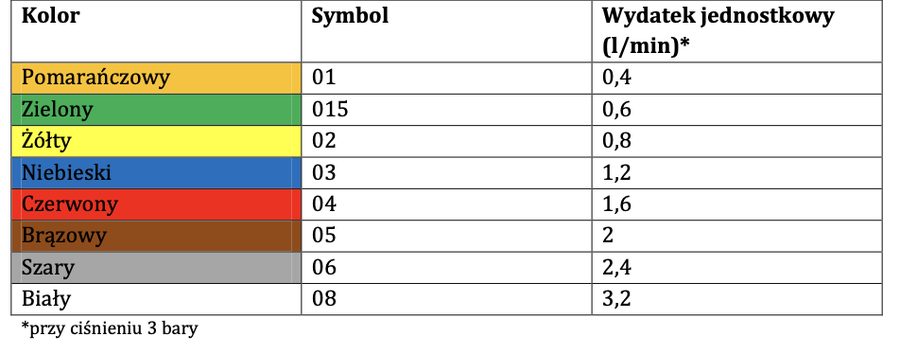 Kolor Symbol Wydatek jednostkowy
(l/min)*
Pomarańczowy 01 0,4
Zielony 015 0,6
Żółty 02 0,8
Niebieski 03 1,2
Czerwony 04 1,6
Brązowy 05 2
Szary 06 2,4
Biały 08 3,2
*przy ciśnieniu 3 bary